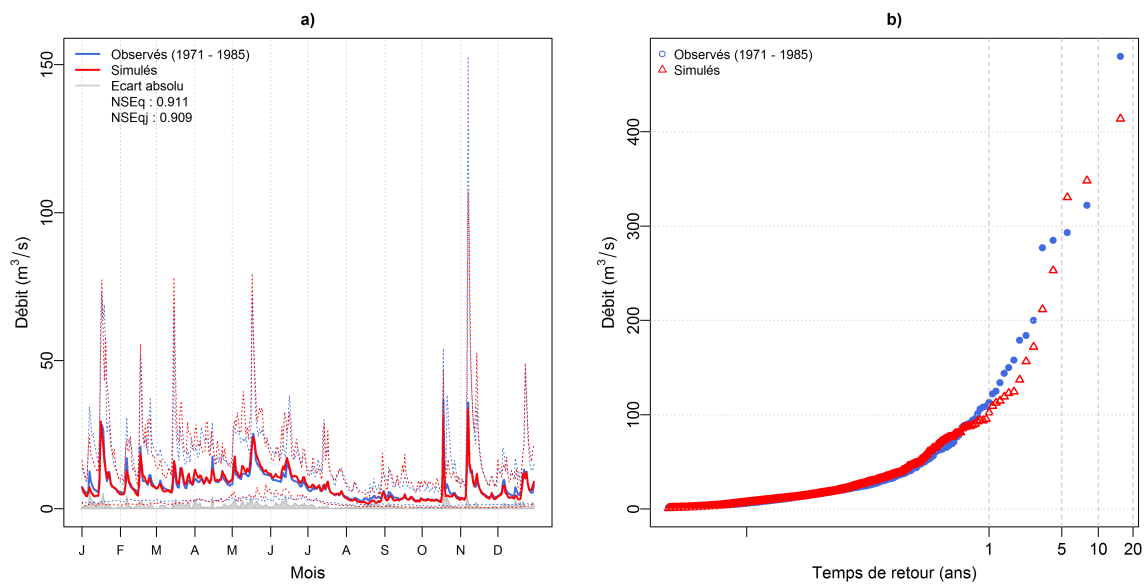 a)
Observés (1971 - 1985)
Simulés
Ecart absolu
NSEq : 0.911
NSEqj : 0.909
Débit (m³/s)
150
100
50
0
J F M A M J J A S O N D
Mois
b)
Observés (1971 - 1985)
Simulés
Débit (m³/s)
400
300
200
100
0
1 5 10 20
Temps de retour (ans)